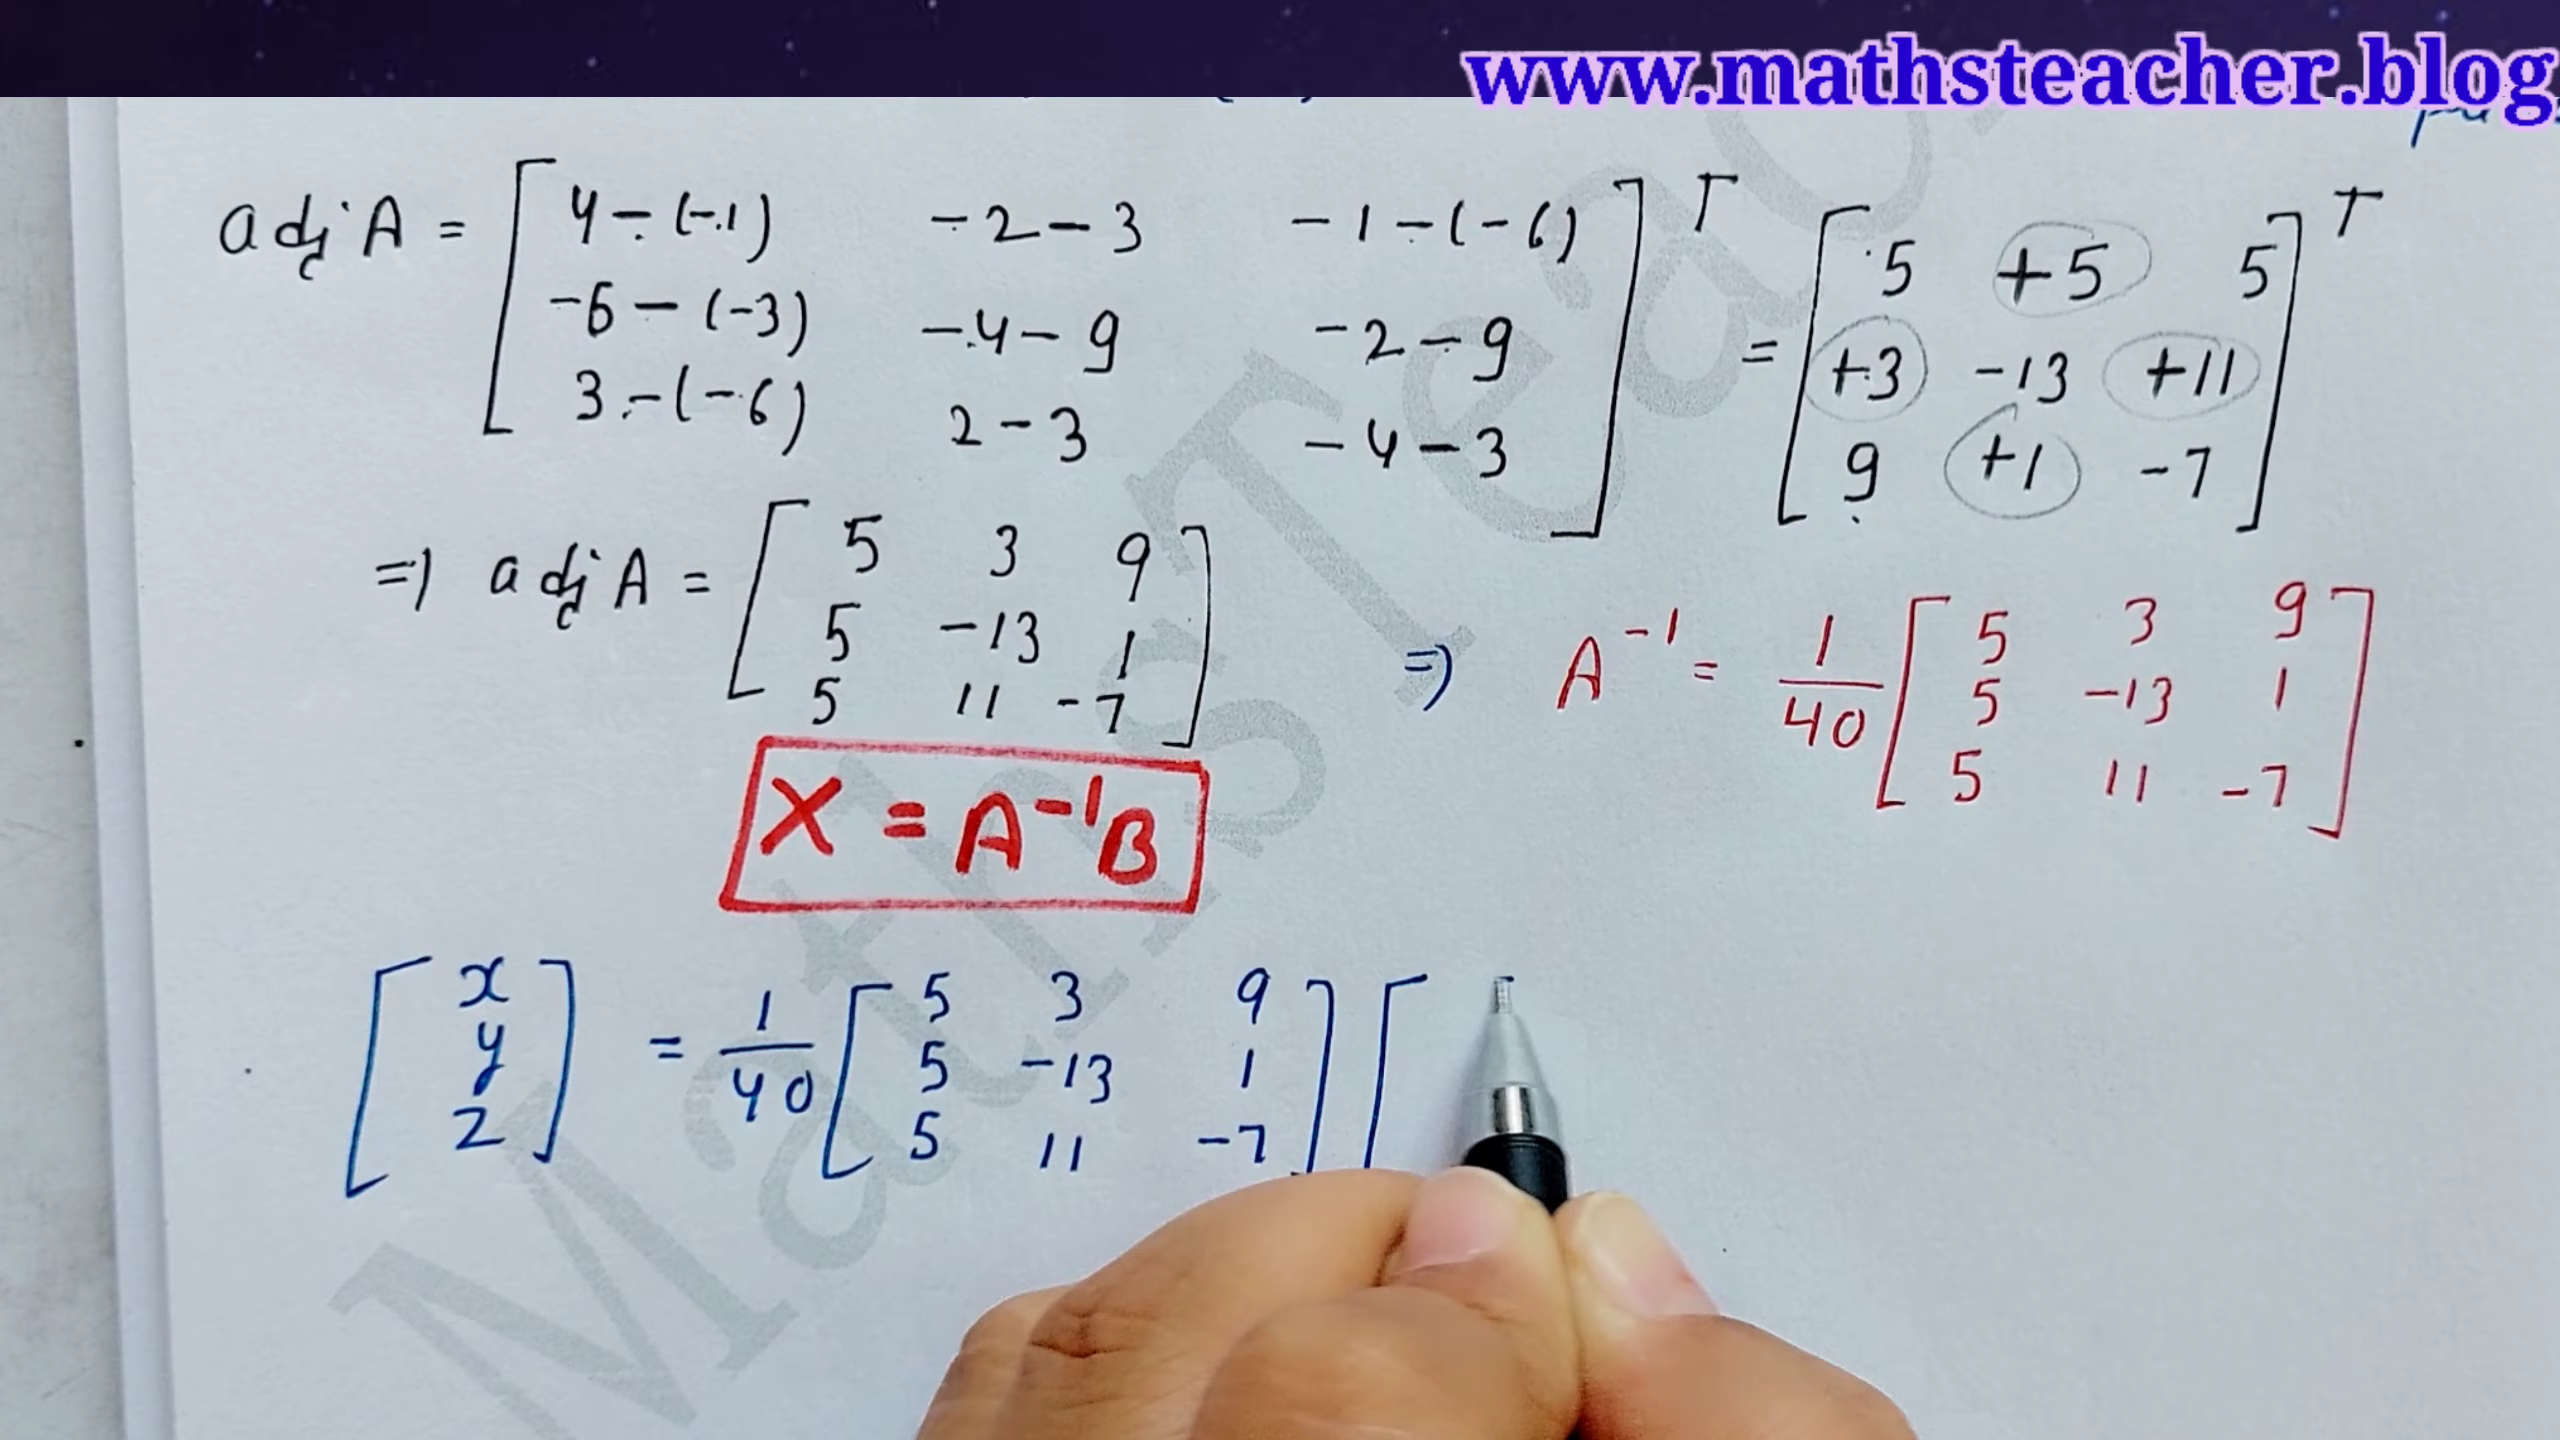 www.mathsteacher.blog
adj A = [ 4-(-1) -2-3 -1-(-6) ]ᵀ = [ 5 +5 5 ]ᵀ
-6-(-3) -4-9 -2-9 +3 -13 +11
3-(-6) 2-3 -4-3 9 +1 -7
=> adj A = [ 5 3 9 ]
5 -13 1
5 11 -7
=> A⁻¹ = 1/40 [ 5 3 9 ]
5 -13 1
5 11 -7
X = A⁻¹B
[ x ] = 1/40 [ 5 3 9 ] [
y 5 -13 1
z 5 11 -7
Maths Teac